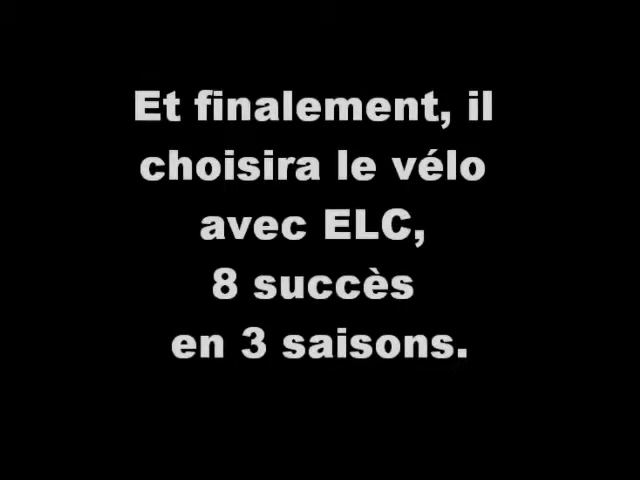 Et finalement, il
choisira le vélo
avec ELC,
8 succès
en 3 saisons.